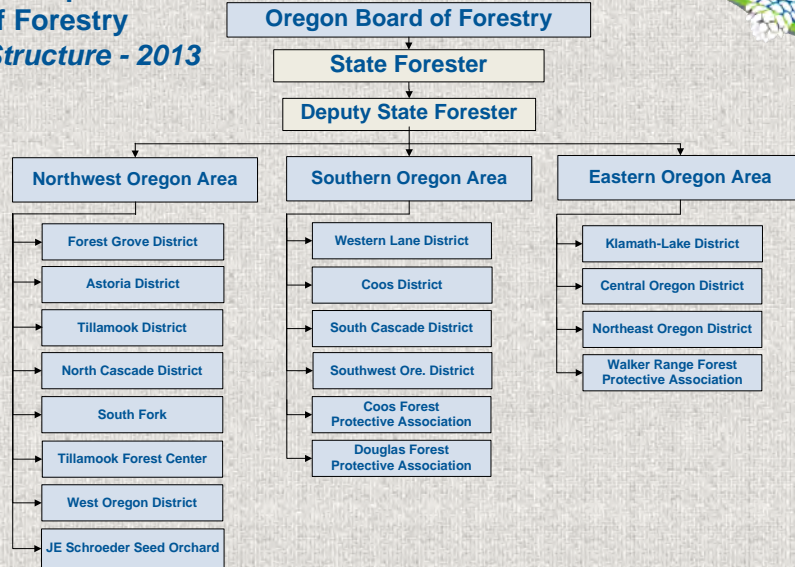 f Forestry
Structure - 2013
Oregon Board of Forestry
State Forester
Deputy State Forester
Northwest Oregon Area
Forest Grove District
Astoria District
Tillamook District
North Cascade District
South Fork
Tillamook Forest Center
West Oregon District
JE Schroeder Seed Orchard
Southern Oregon Area
Western Lane District
Coos District
South Cascade District
Southwest Ore. District
Coos Forest
Protective Association
Douglas Forest
Protective Association
Eastern Oregon Area
Klamath-Lake District
Central Oregon District
Northeast Oregon District
Walker Range Forest
Protective Association